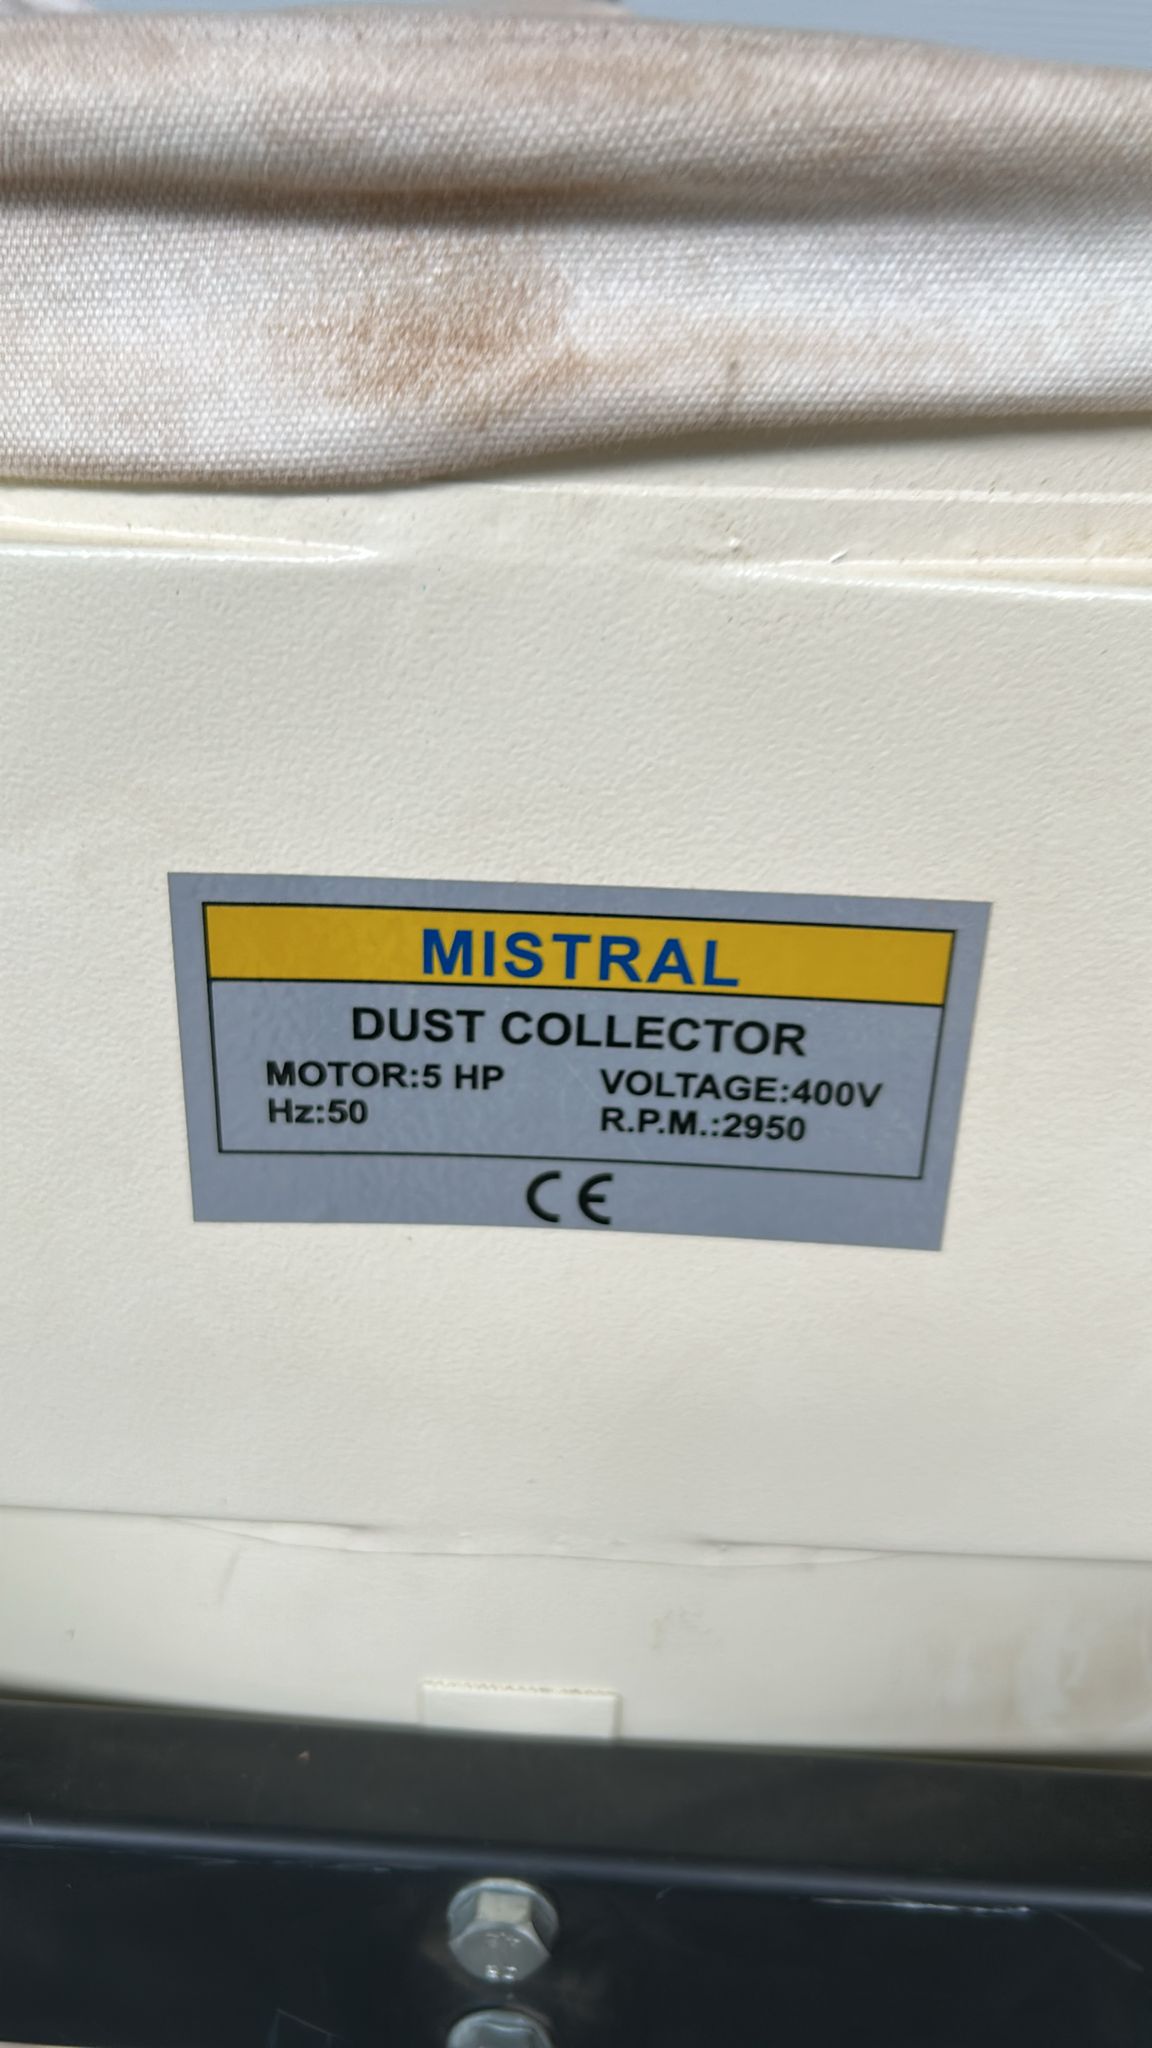 MISTRAL
DUST COLLECTOR
MOTOR:5 HP VOLTAGE:400V
Hz:50 R.P.M.:2950
CE